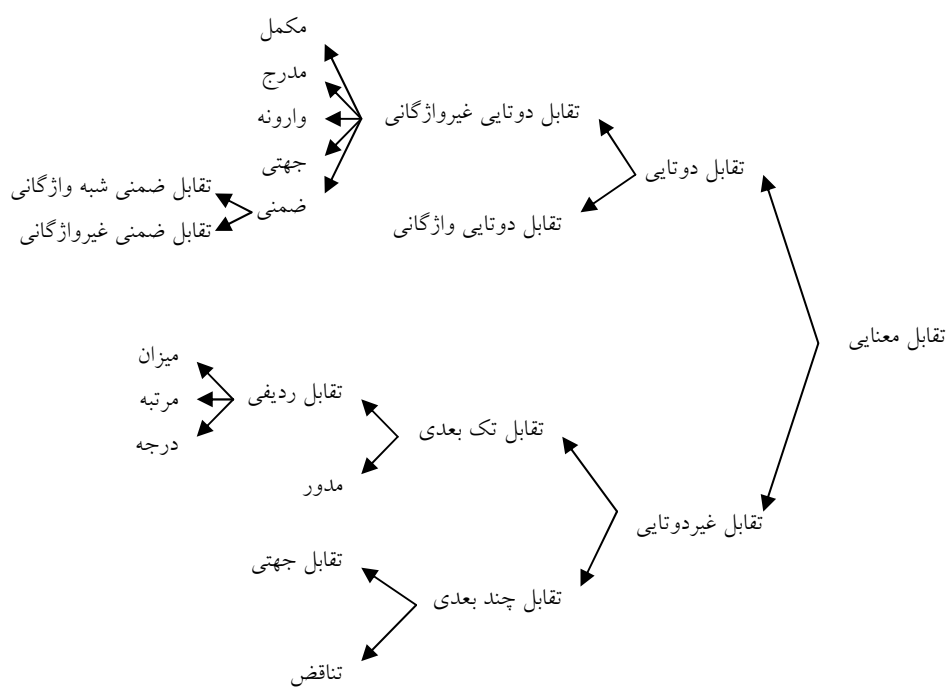 تقابل معنایی
تقابل دوتایی
تقابل دوتایی غیرواژگانی
مکمل
مدرج
وارونه
جهتی
ضمنی
تقابل ضمنی شبه واژگانی
تقابل ضمنی غیرواژگانی
تقابل دوتایی واژگانی
تقابل غیردوتایی
تقابل تک بعدی
تقابل ردیفی
میزان
مرتبه
درجه
مدور
تقابل چند بعدی
تقابل جهتی
تناقض